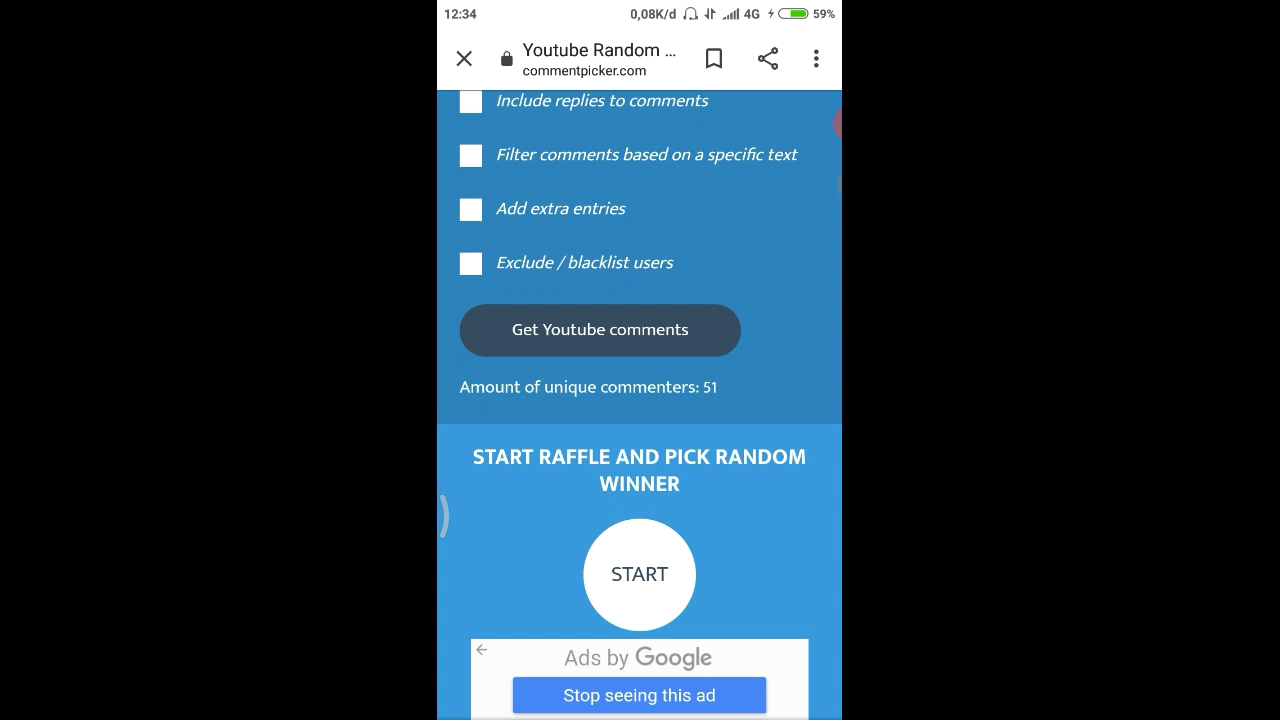 12:34 0,08K/d 4G 59%
Youtube Random ...
commentpicker.com
Include replies to comments
Filter comments based on a specific text
Add extra entries
Exclude / blacklist users
Get Youtube comments
Amount of unique commenters: 51
START RAFFLE AND PICK RANDOM
WINNER
START
Ads by Google
Stop seeing this ad